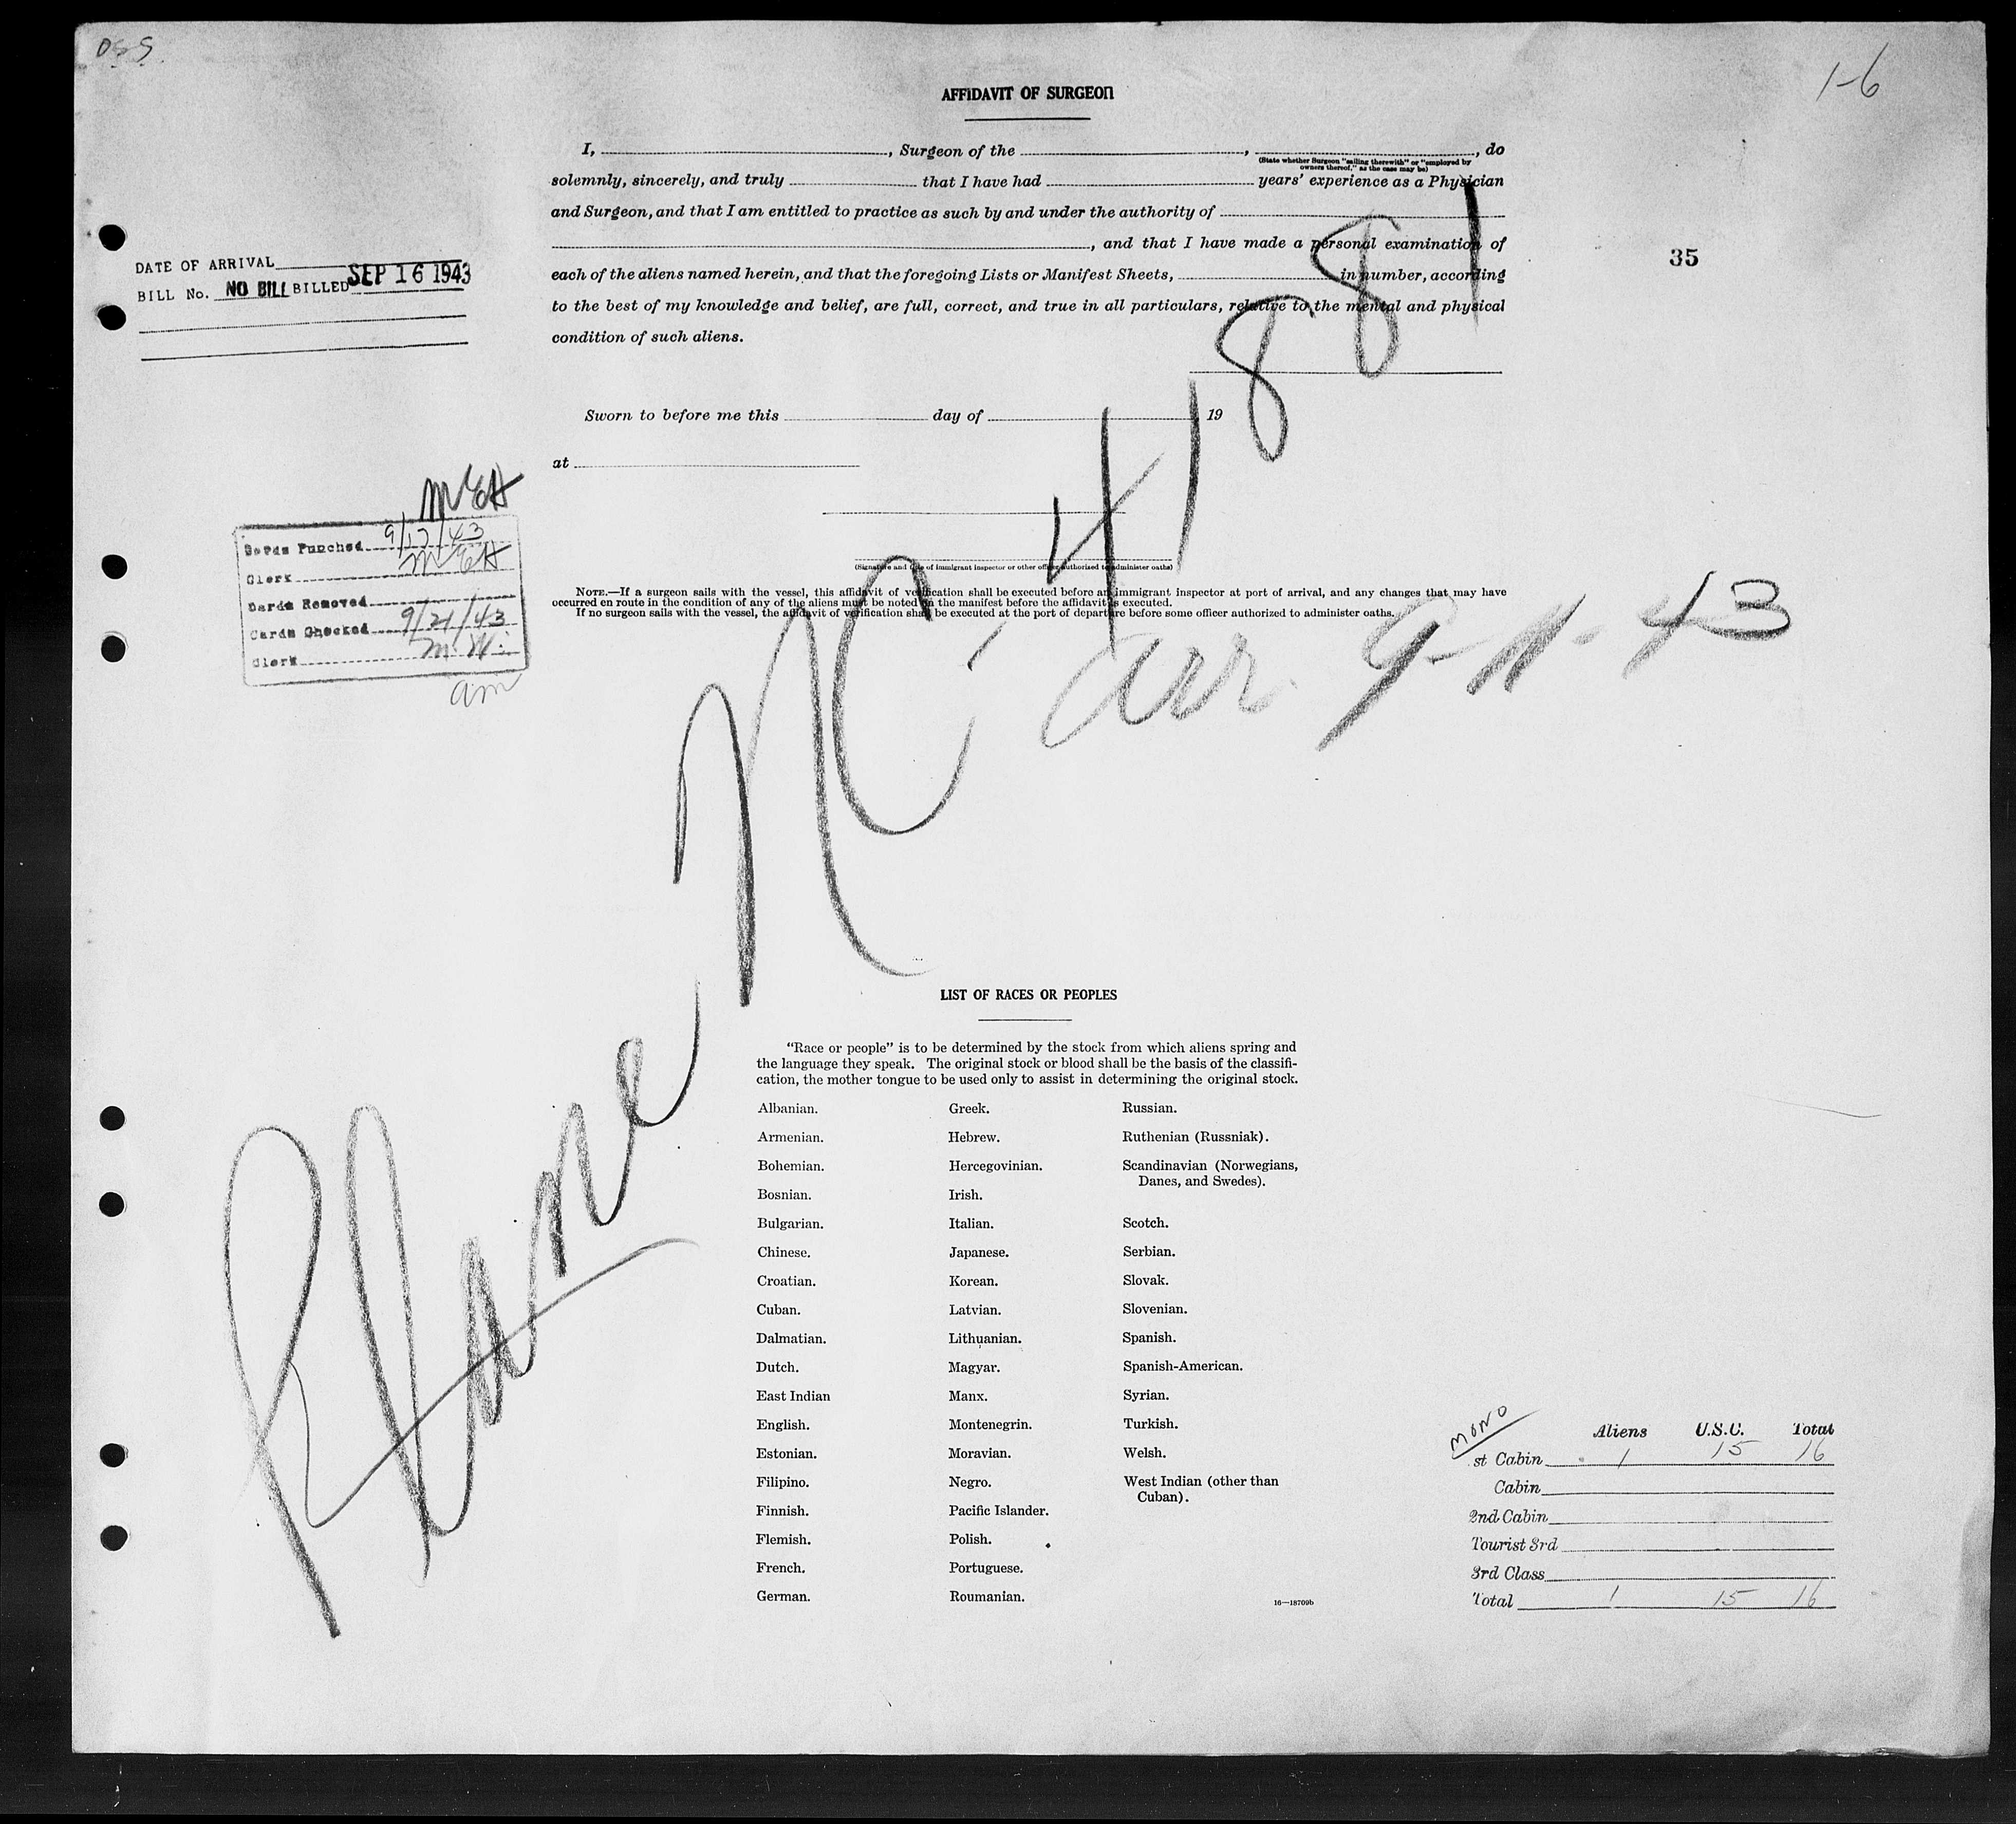 DSS
1-6
AFFIDAVIT OF SURGEON
I, , Surgeon of the , , do
(State whether Surgeon "sailing therewith" or "employed by
owners thereof," as the case may be)
solemnly, sincerely, and truly that I have had years' experience as a Physician
and Surgeon, and that I am entitled to practice as such by and under the authority of
, and that I have made a personal examination of
each of the aliens named herein, and that the foregoing Lists or Manifest Sheets, in number, according
to the best of my knowledge and belief, are full, correct, and true in all particulars, relative to the mental and physical
condition of such aliens.
35
DATE OF ARRIVAL
BILL No. NO BILL BILLED SEP 16 1943
Sworn to before me this day of 19
at
(Signature and title of immigrant inspector or other officer authorized to administer oaths)
NOTE.—If a surgeon sails with the vessel, this affidavit of verification shall be executed before an immigrant inspector at port of arrival, and any changes that may have
occurred en route in the condition of any of the aliens must be noted on the manifest before the affidavit is executed.
If no surgeon sails with the vessel, the affidavit of verification shall be executed at the port of departure before some officer authorized to administer oaths.
MEH
Cards Punched 9/17/43
Clerk MEH
Cards Removed
Cards Checked 9/21/43
Clerk M.W.
am
Plane NC 41881
arr. 9-11-43
LIST OF RACES OR PEOPLES
"Race or people" is to be determined by the stock from which aliens spring and
the language they speak. The original stock or blood shall be the basis of the classifi-
cation, the mother tongue to be used only to assist in determining the original stock.
Albanian.
Armenian.
Bohemian.
Bosnian.
Bulgarian.
Chinese.
Croatian.
Cuban.
Dalmatian.
Dutch.
East Indian
English.
Estonian.
Filipino.
Finnish.
Flemish.
French.
German.
Greek.
Hebrew.
Hercegovinian.
Irish.
Italian.
Japanese.
Korean.
Latvian.
Lithuanian.
Magyar.
Manx.
Montenegrin.
Moravian.
Negro.
Pacific Islander.
Polish.
Portuguese.
Roumanian.
Russian.
Ruthenian (Russniak).
Scandinavian (Norwegians,
Danes, and Swedes).
Scotch.
Serbian.
Slovak.
Slovenian.
Spanish.
Spanish-American.
Syrian.
Turkish.
Welsh.
West Indian (other than
Cuban).
16—18709b
MONO
Aliens U.S.C. Total
st Cabin 1 15 16
Cabin
2nd Cabin
Tourist 3rd
3rd Class
Total 1 15 16